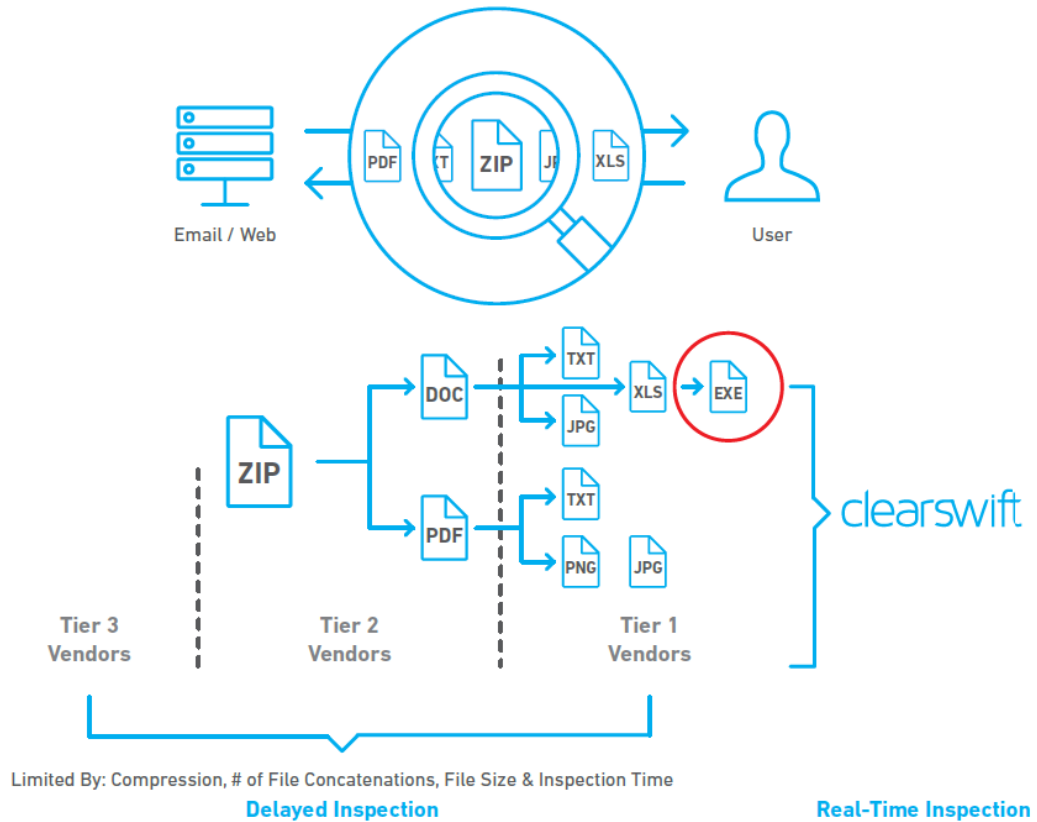 PDF
XT
ZIP
JP
XLS
Email / Web
User
TXT
DOC
XLS
EXE
JPG
ZIP
TXT
clearswift
PDF
PNG
JPG
Tier 3
Vendors
Tier 2
Vendors
Tier 1
Vendors
Limited By: Compression, # of File Concatenations, File Size & Inspection Time
Delayed Inspection
Real-Time Inspection